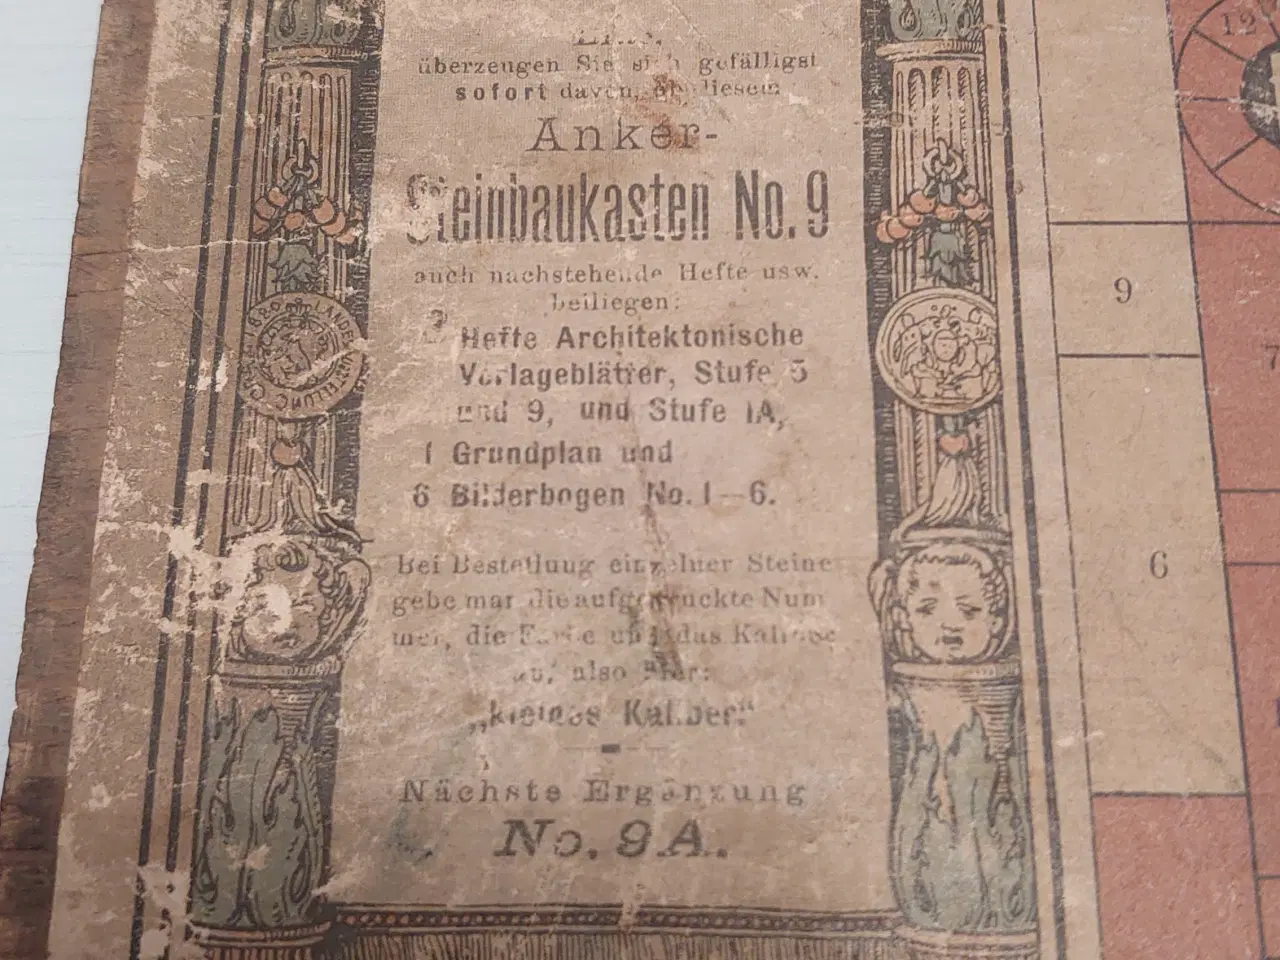 überzeugen Sie sich gefälligst
sofort davon, ob diesem
Anker-
Steinbaukasten No. 9
auch nachstehende Hefte usw.
beiliegen:
Hefte Architektonische
Vorlageblätter, Stufe 5
und 9, und Stufe 1A,
1 Grundplan und
6 Bilderbogen No. 1—6.
Bei Bestellung einzelner Steine
gebe man die aufgedruckte Num
mer, die Farbe und das Kaliber
an, also hier:
„kleines Kaliber!“
Nächste Ergänzung
No. 9A.
12
9
7
6